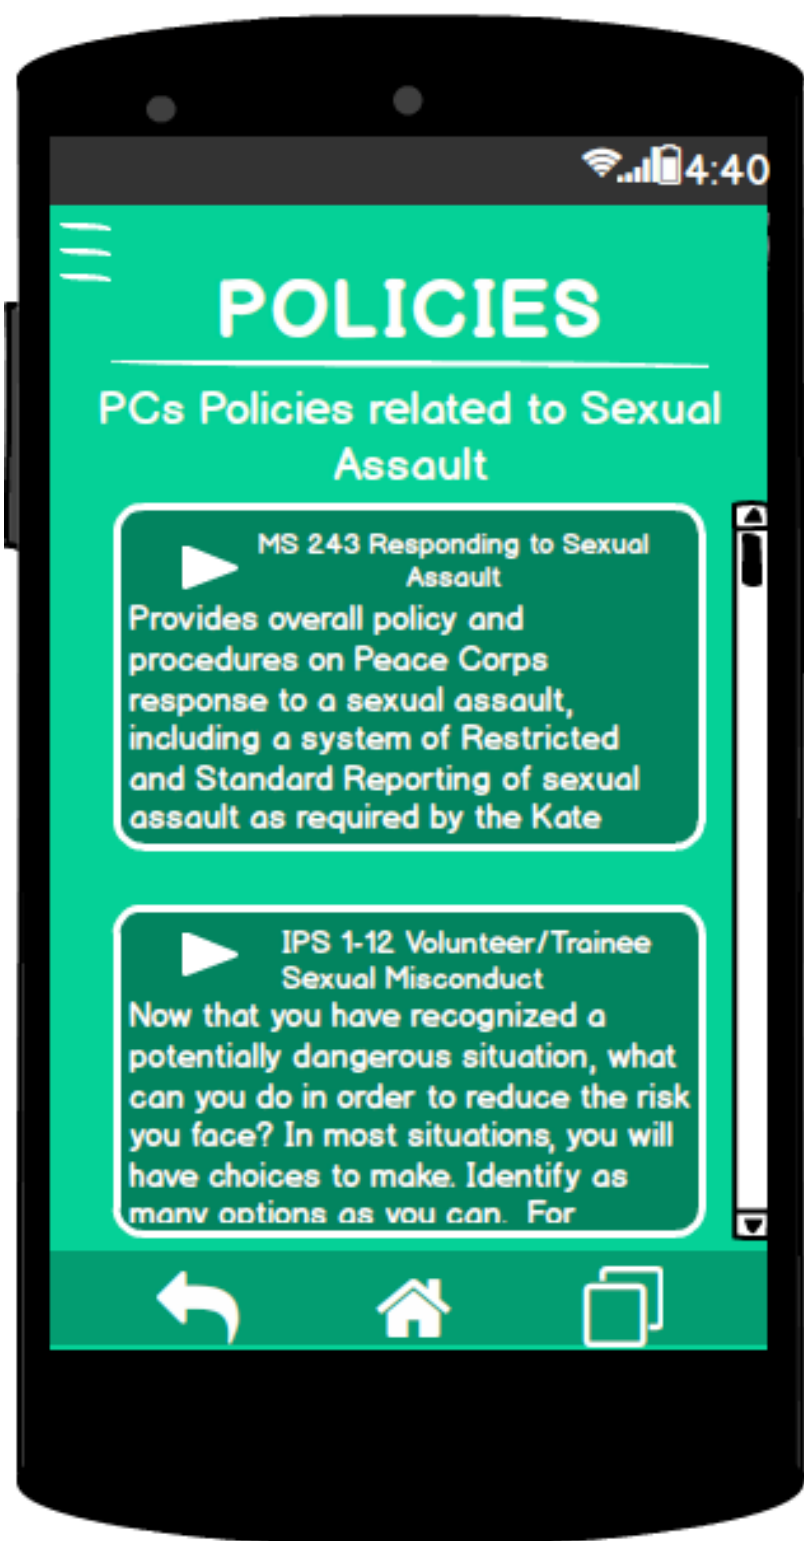 4:40
POLICIES
PCs Policies related to Sexual
Assault
MS 243 Responding to Sexual
Assault
Provides overall policy and
procedures on Peace Corps
response to a sexual assault,
including a system of Restricted
and Standard Reporting of sexual
assault as required by the Kate
IPS 1-12 Volunteer/Trainee
Sexual Misconduct
Now that you have recognized a
potentially dangerous situation, what
can you do in order to reduce the risk
you face? In most situations, you will
have choices to make. Identify as
many options as you can. For